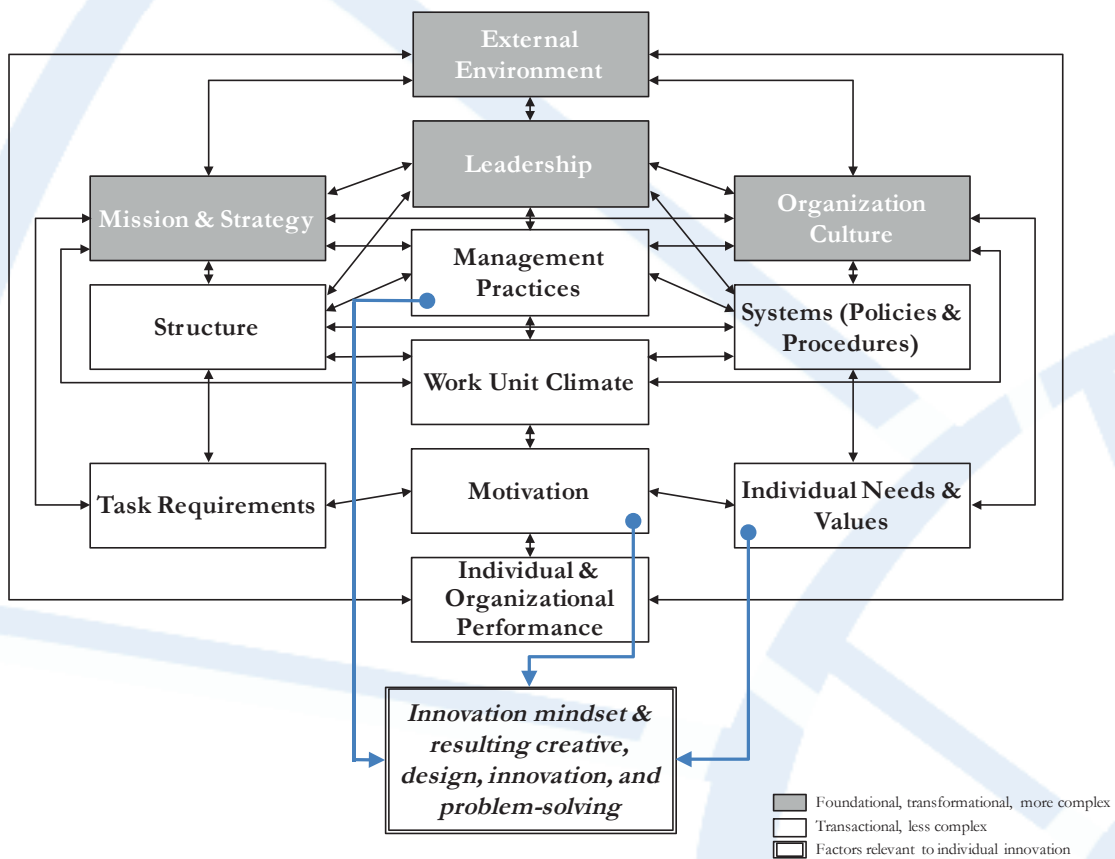 External
Environment
Leadership
Mission & Strategy
Organization
Culture
Management
Practices
Structure
Systems (Policies &
Procedures)
Work Unit Climate
Task Requirements
Motivation
Individual Needs &
Values
Individual &
Organizational
Performance
Innovation mindset &
resulting creative,
design, innovation, and
problem-solving
Foundational, transformational, more complex
Transactional, less complex
Factors relevant to individual innovation